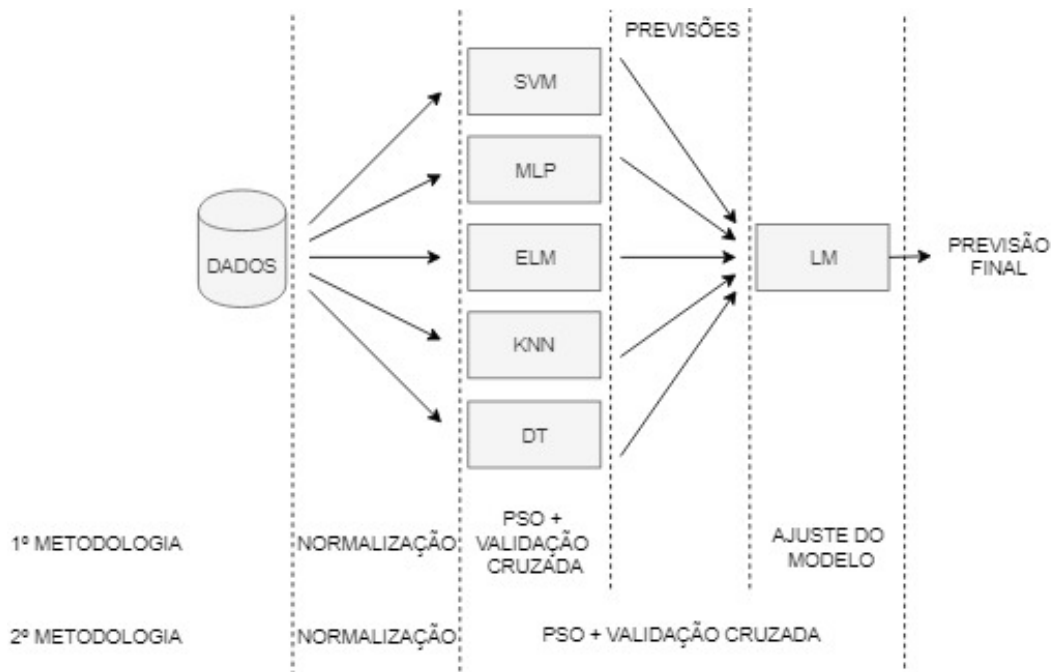 PREVISÕES
SVM
MLP
DADOS
ELM
LM
PREVISÃO
FINAL
KNN
DT
1º METODOLOGIA
NORMALIZAÇÃO
PSO +
VALIDAÇÃO
CRUZADA
AJUSTE DO
MODELO
2º METODOLOGIA
NORMALIZAÇÃO
PSO + VALIDAÇÃO CRUZADA